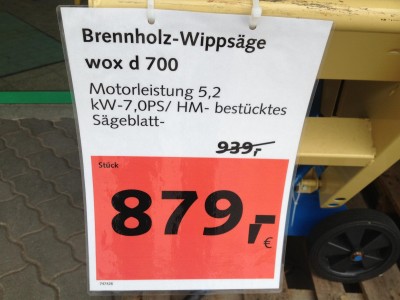 Brennholz-Wippsäge
wox d 700
Motorleistung 5,2
kW-7,0PS/ HM- bestücktes
Sägeblatt-
939,-
Stück
879,-
€